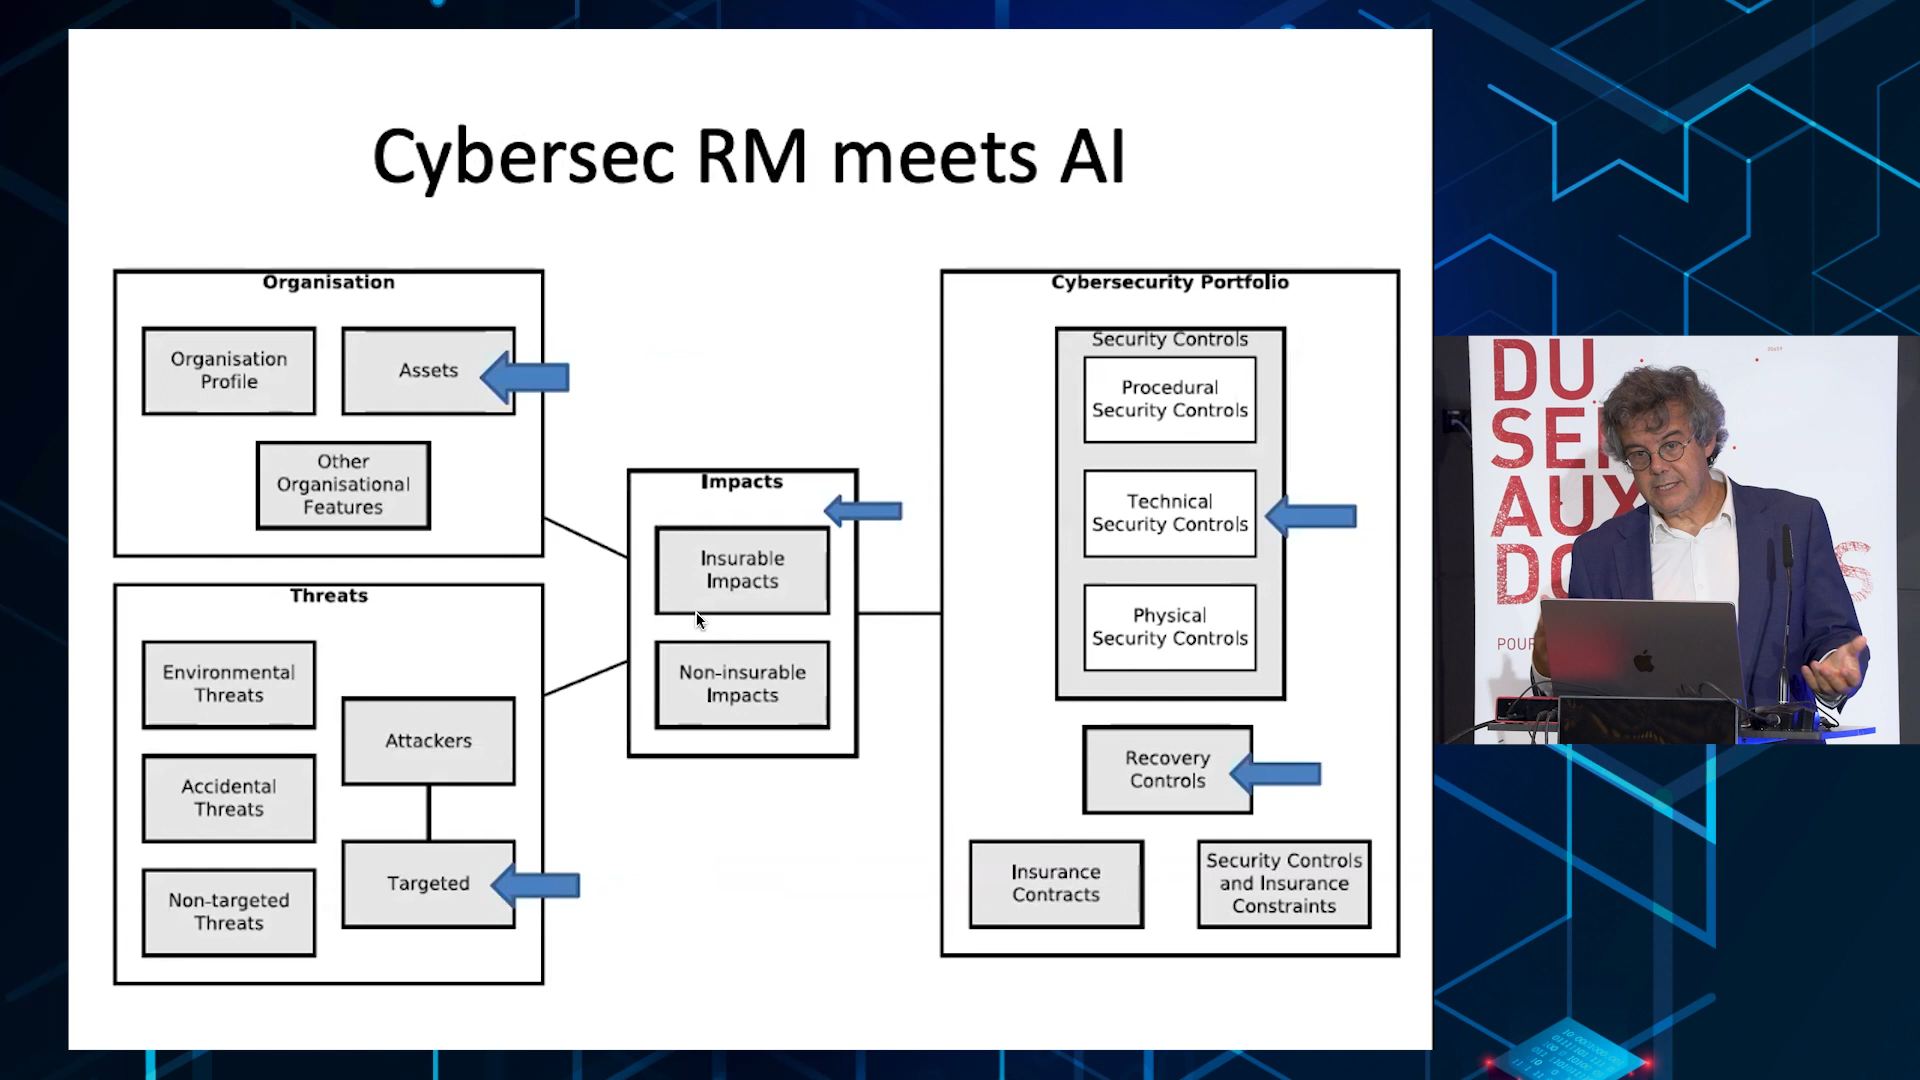 Cybersec RM meets AI
Organisation
Organisation
Profile
Assets
Other
Organisational
Features
Threats
Environmental
Threats
Accidental
Threats
Non-targeted
Threats
Attackers
Targeted
Impacts
Insurable
Impacts
Non-insurable
Impacts
Cybersecurity Portfolio
Security Controls
Procedural
Security Controls
Technical
Security Controls
Physical
Security Controls
Recovery
Controls
Insurance
Contracts
Security Controls
and Insurance
Constraints
DU
AUX
POUR